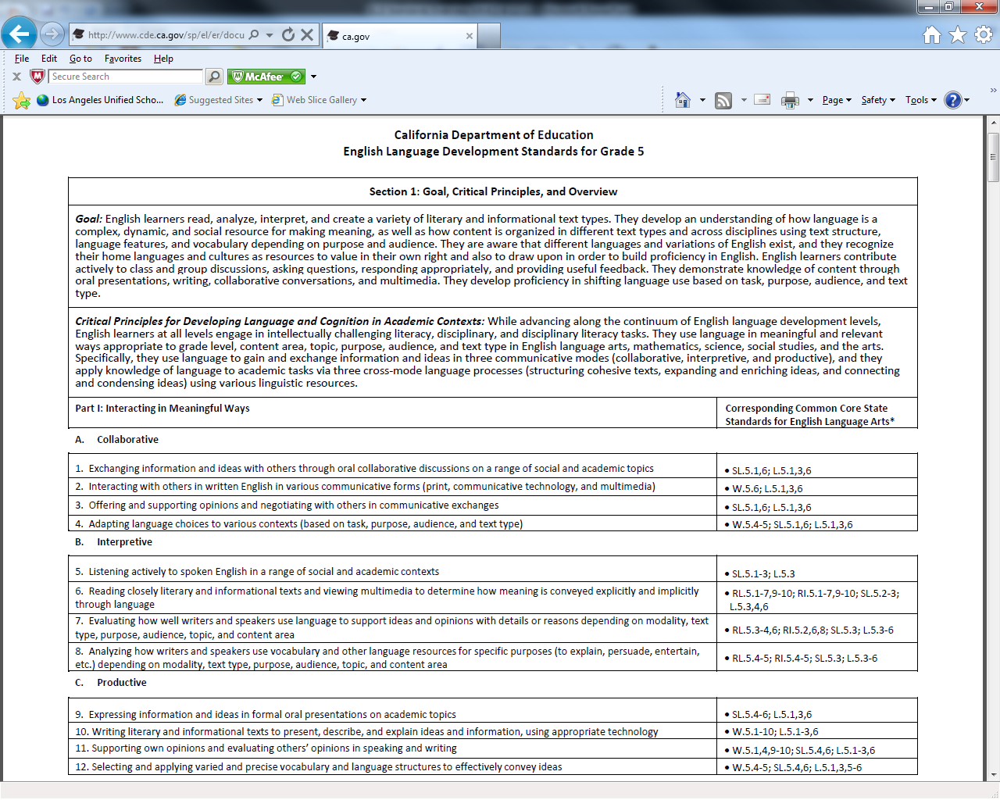 http://www.cde.ca.gov/sp/el/er/docu
ca.gov
File Edit Go to Favorites Help
Secure Search
McAfee
Los Angeles Unified Scho...
Suggested Sites
Web Slice Gallery
Page Safety Tools
California Department of Education
English Language Development Standards for Grade 5
Section 1: Goal, Critical Principles, and Overview
Goal: English learners read, analyze, interpret, and create a variety of literary and informational text types. They develop an understanding of how language is a
complex, dynamic, and social resource for making meaning, as well as how content is organized in different text types and across disciplines using text structure,
language features, and vocabulary depending on purpose and audience. They are aware that different languages and variations of English exist, and they recognize
their home languages and cultures as resources to value in their own right and also to draw upon in order to build proficiency in English. English learners contribute
actively to class and group discussions, asking questions, responding appropriately, and providing useful feedback. They demonstrate knowledge of content through
oral presentations, writing, collaborative conversations, and multimedia. They develop proficiency in shifting language use based on task, purpose, audience, and text
type.
Critical Principles for Developing Language and Cognition in Academic Contexts: While advancing along the continuum of English language development levels,
English learners at all levels engage in intellectually challenging literacy, disciplinary, and disciplinary literacy tasks. They use language in meaningful and relevant
ways appropriate to grade level, content area, topic, purpose, audience, and text type in English language arts, mathematics, science, social studies, and the arts.
Specifically, they use language to gain and exchange information and ideas in three communicative modes (collaborative, interpretive, and productive), and they
apply knowledge of language to academic tasks via three cross-mode language processes (structuring cohesive texts, expanding and enriching ideas, and connecting
and condensing ideas) using various linguistic resources.
Part I: Interacting in Meaningful Ways
Corresponding Common Core State
Standards for English Language Arts*
A. Collaborative
1. Exchanging information and ideas with others through oral collaborative discussions on a range of social and academic topics
• SL.5.1,6; L.5.1,3,6
2. Interacting with others in written English in various communicative forms (print, communicative technology, and multimedia)
• W.5.6; L.5.1,3,6
3. Offering and supporting opinions and negotiating with others in communicative exchanges
• SL.5.1,6; L.5.1,3,6
4. Adapting language choices to various contexts (based on task, purpose, audience, and text type)
• W.5.4-5; SL.5.1,6; L.5.1,3,6
B. Interpretive
5. Listening actively to spoken English in a range of social and academic contexts
• SL.5.1-3; L.5.3
6. Reading closely literary and informational texts and viewing multimedia to determine how meaning is conveyed explicitly and implicitly
through language
• RL.5.1-7,9-10; RI.5.1-7,9-10; SL.5.2-3;
L.5.3,4,6
7. Evaluating how well writers and speakers use language to support ideas and opinions with details or reasons depending on modality, text
type, purpose, audience, topic, and content area
• RL.5.3-4,6; RI.5.2,6,8; SL.5.3; L.5.3-6
8. Analyzing how writers and speakers use vocabulary and other language resources for specific purposes (to explain, persuade, entertain,
etc.) depending on modality, text type, purpose, audience, topic, and content area
• RL.5.4-5; RI.5.4-5; SL.5.3; L.5.3-6
C. Productive
9. Expressing information and ideas in formal oral presentations on academic topics
• SL.5.4-6; L.5.1,3,6
10. Writing literary and informational texts to present, describe, and explain ideas and information, using appropriate technology
• W.5.1-10; L.5.1-3,6
11. Supporting own opinions and evaluating others’ opinions in speaking and writing
• W.5.1,4,9-10; SL.5.4,6; L.5.1-3,6
12. Selecting and applying varied and precise vocabulary and language structures to effectively convey ideas
• W.5.4-5; SL.5.4,6; L.5.1,3,5-6